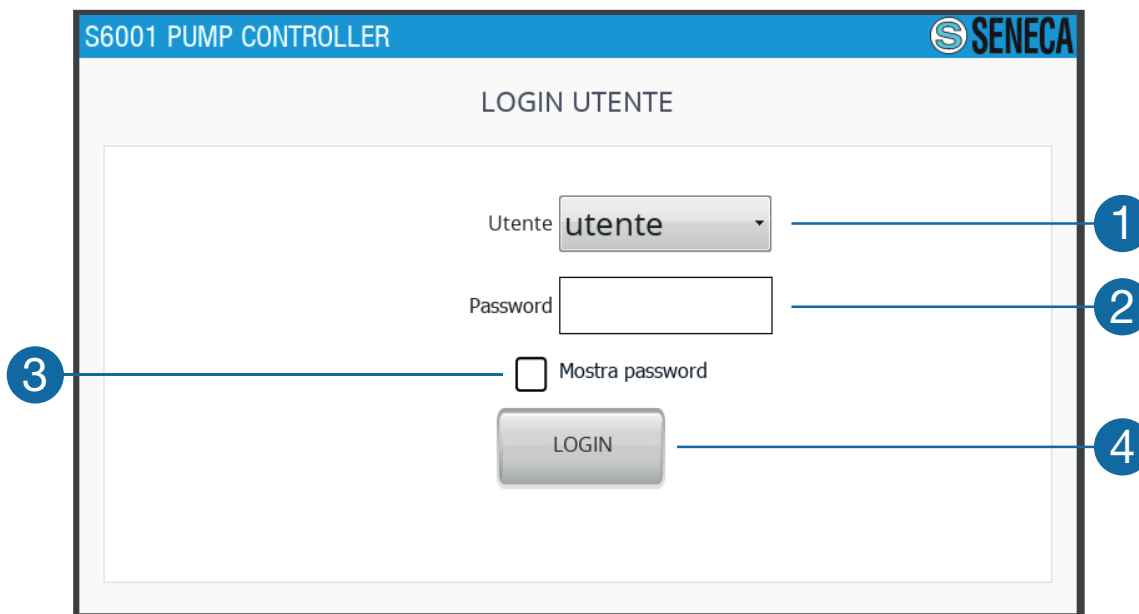 S6001 PUMP CONTROLLER
S SENECA
LOGIN UTENTE
Utente utente
1
Password
2
3
Mostra password
LOGIN
4